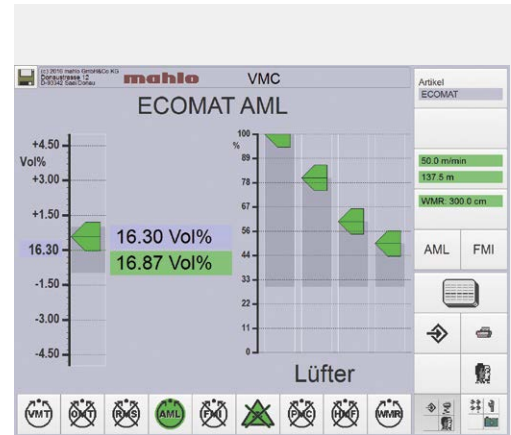 (c) 2010 mahlo GmbH&Co KG
Donaustrasse 12
D-93342 Saal/Donau
mahlo
VMC
ECOMAT AML
Artikel
ECOMAT
50.0 m/min
137.5 m
WMR: 300.0 cm
AML
FMI
+4.50
Vol%
+3.00
+1.50
16.30
-1.50
-3.00
-4.50
16.30 Vol%
16.87 Vol%
100
%
89
78
67
56
44
33
22
11
0
Lüfter
VMT
OMT
RMS
AML
FMI
PMC
HMF
WMR